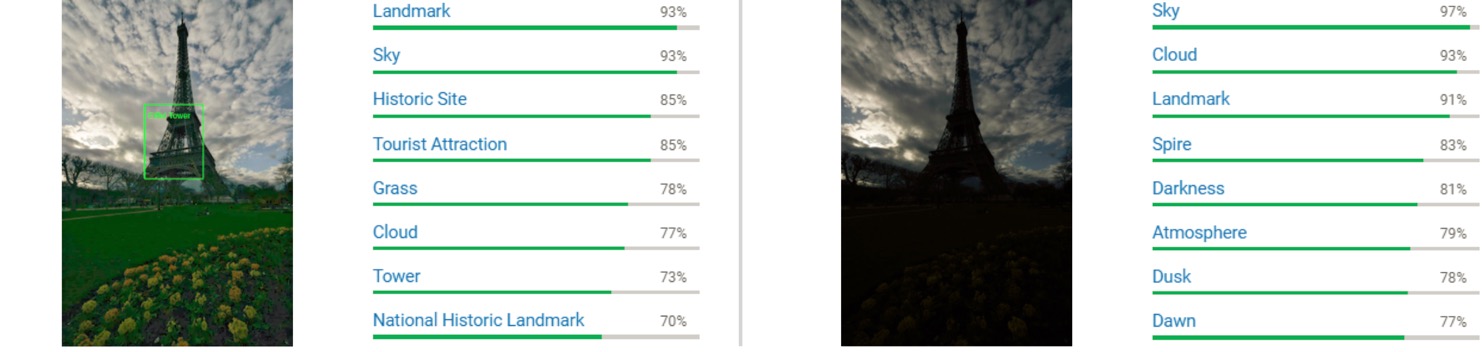 Landmark 93%
Sky 93%
Historic Site 85%
Tourist Attraction 85%
Grass 78%
Cloud 77%
Tower 73%
National Historic Landmark 70%
Sky 97%
Cloud 93%
Landmark 91%
Spire 83%
Darkness 81%
Atmosphere 79%
Dusk 78%
Dawn 77%